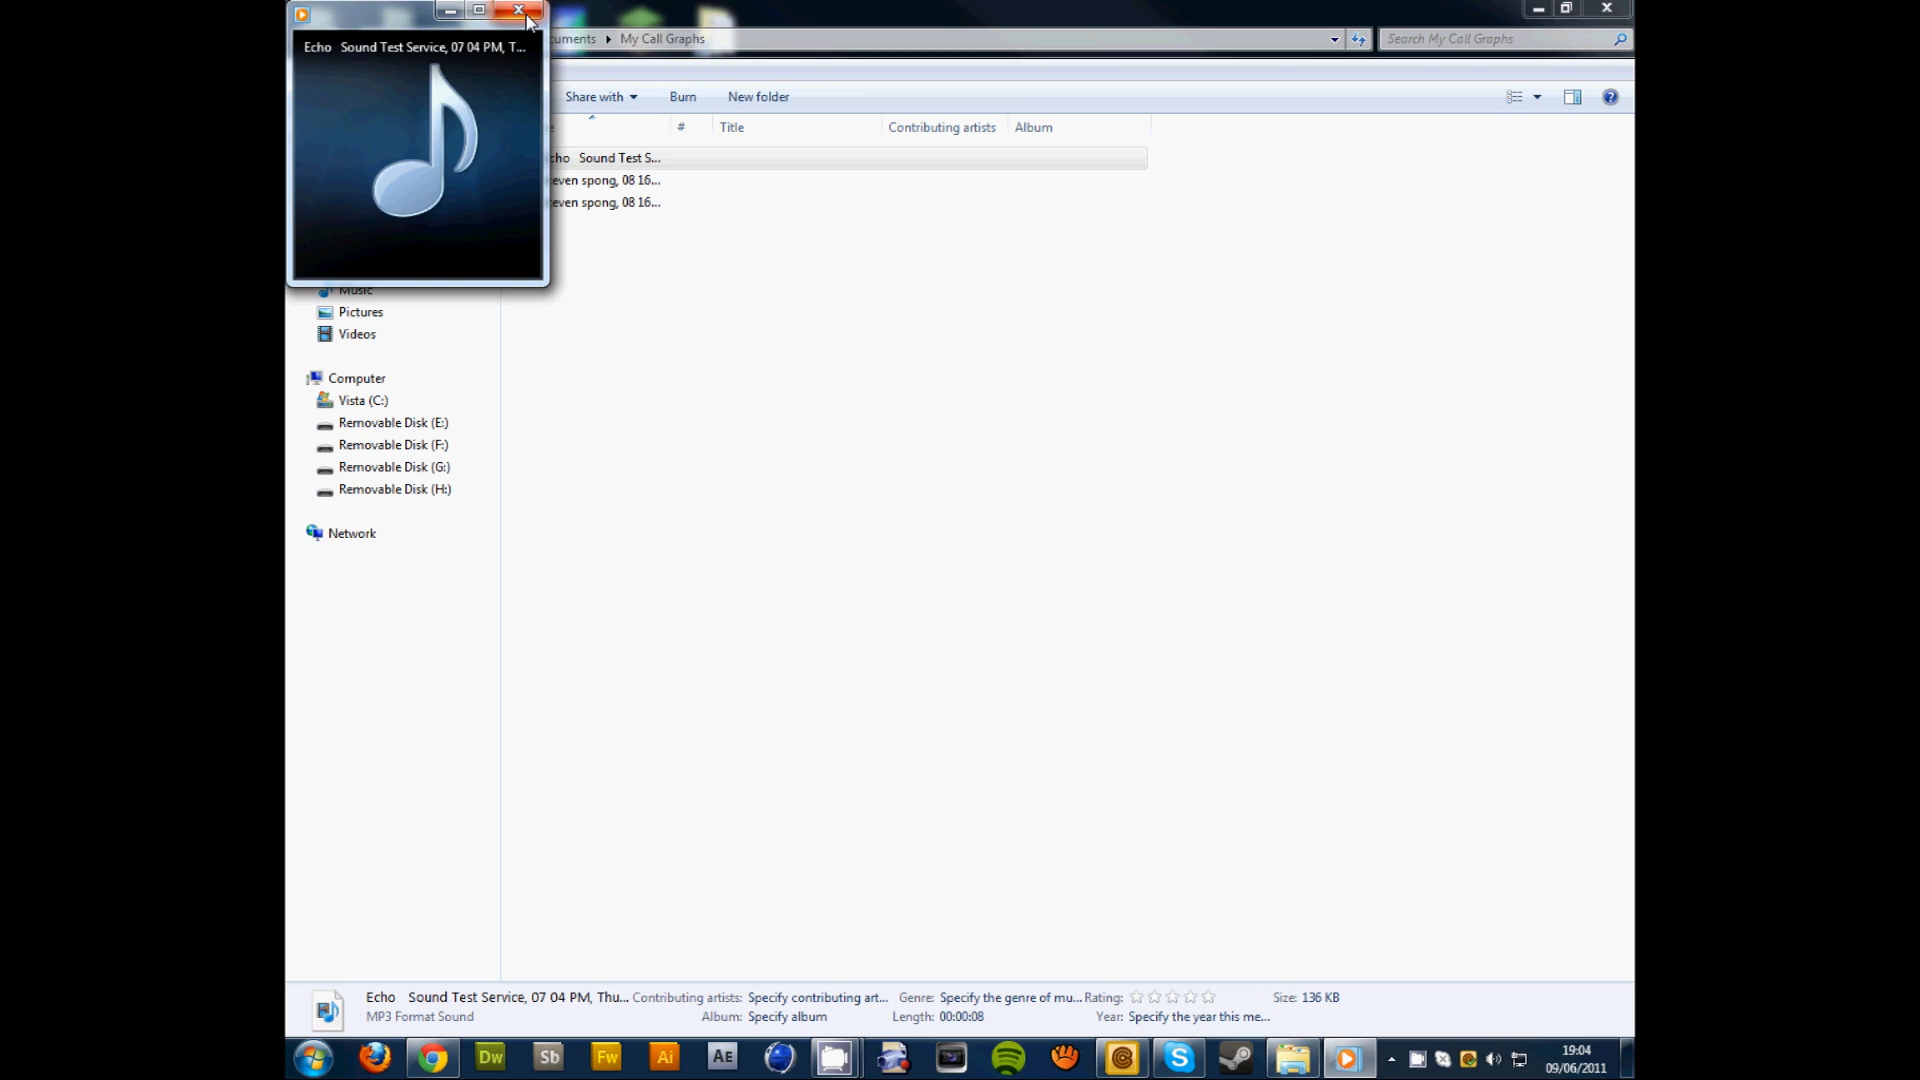 Echo   Sound Test Service, 07 04 PM, T...
My Call Graphs
Search My Call Graphs
Share with
Burn
New folder
#
Title
Contributing artists
Album
Sound Test S...
spong, 08 16...
spong, 08 16...
Music
Pictures
Videos
Computer
Vista (C:)
Removable Disk (E:)
Removable Disk (F:)
Removable Disk (G:)
Removable Disk (H:)
Network
Echo   Sound Test Service, 07 04 PM, Thu... Contributing artists: Specify contributing art... Genre: Specify the genre of mu... Rating: Size: 136 KB
MP3 Format Sound Album: Specify album Length: 00:00:08 Year: Specify the year this me...
Dw Sb Fw Ai AE
19:04
09/06/2011